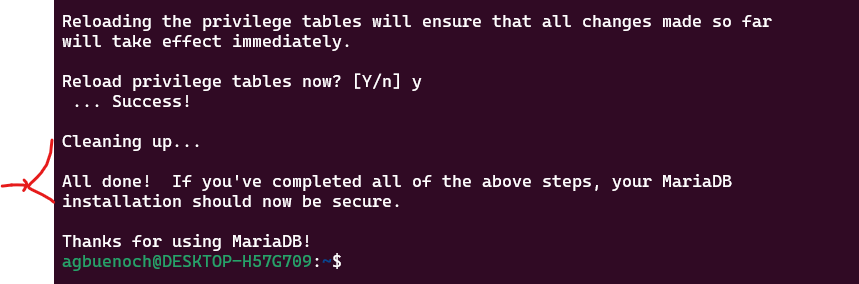 Reloading the privilege tables will ensure that all changes made so far
will take effect immediately.
Reload privilege tables now? [Y/n] y
... Success!
Cleaning up...
All done!  If you've completed all of the above steps, your MariaDB
installation should now be secure.
Thanks for using MariaDB!
agbuenoch@DESKTOP-H57G709:~$